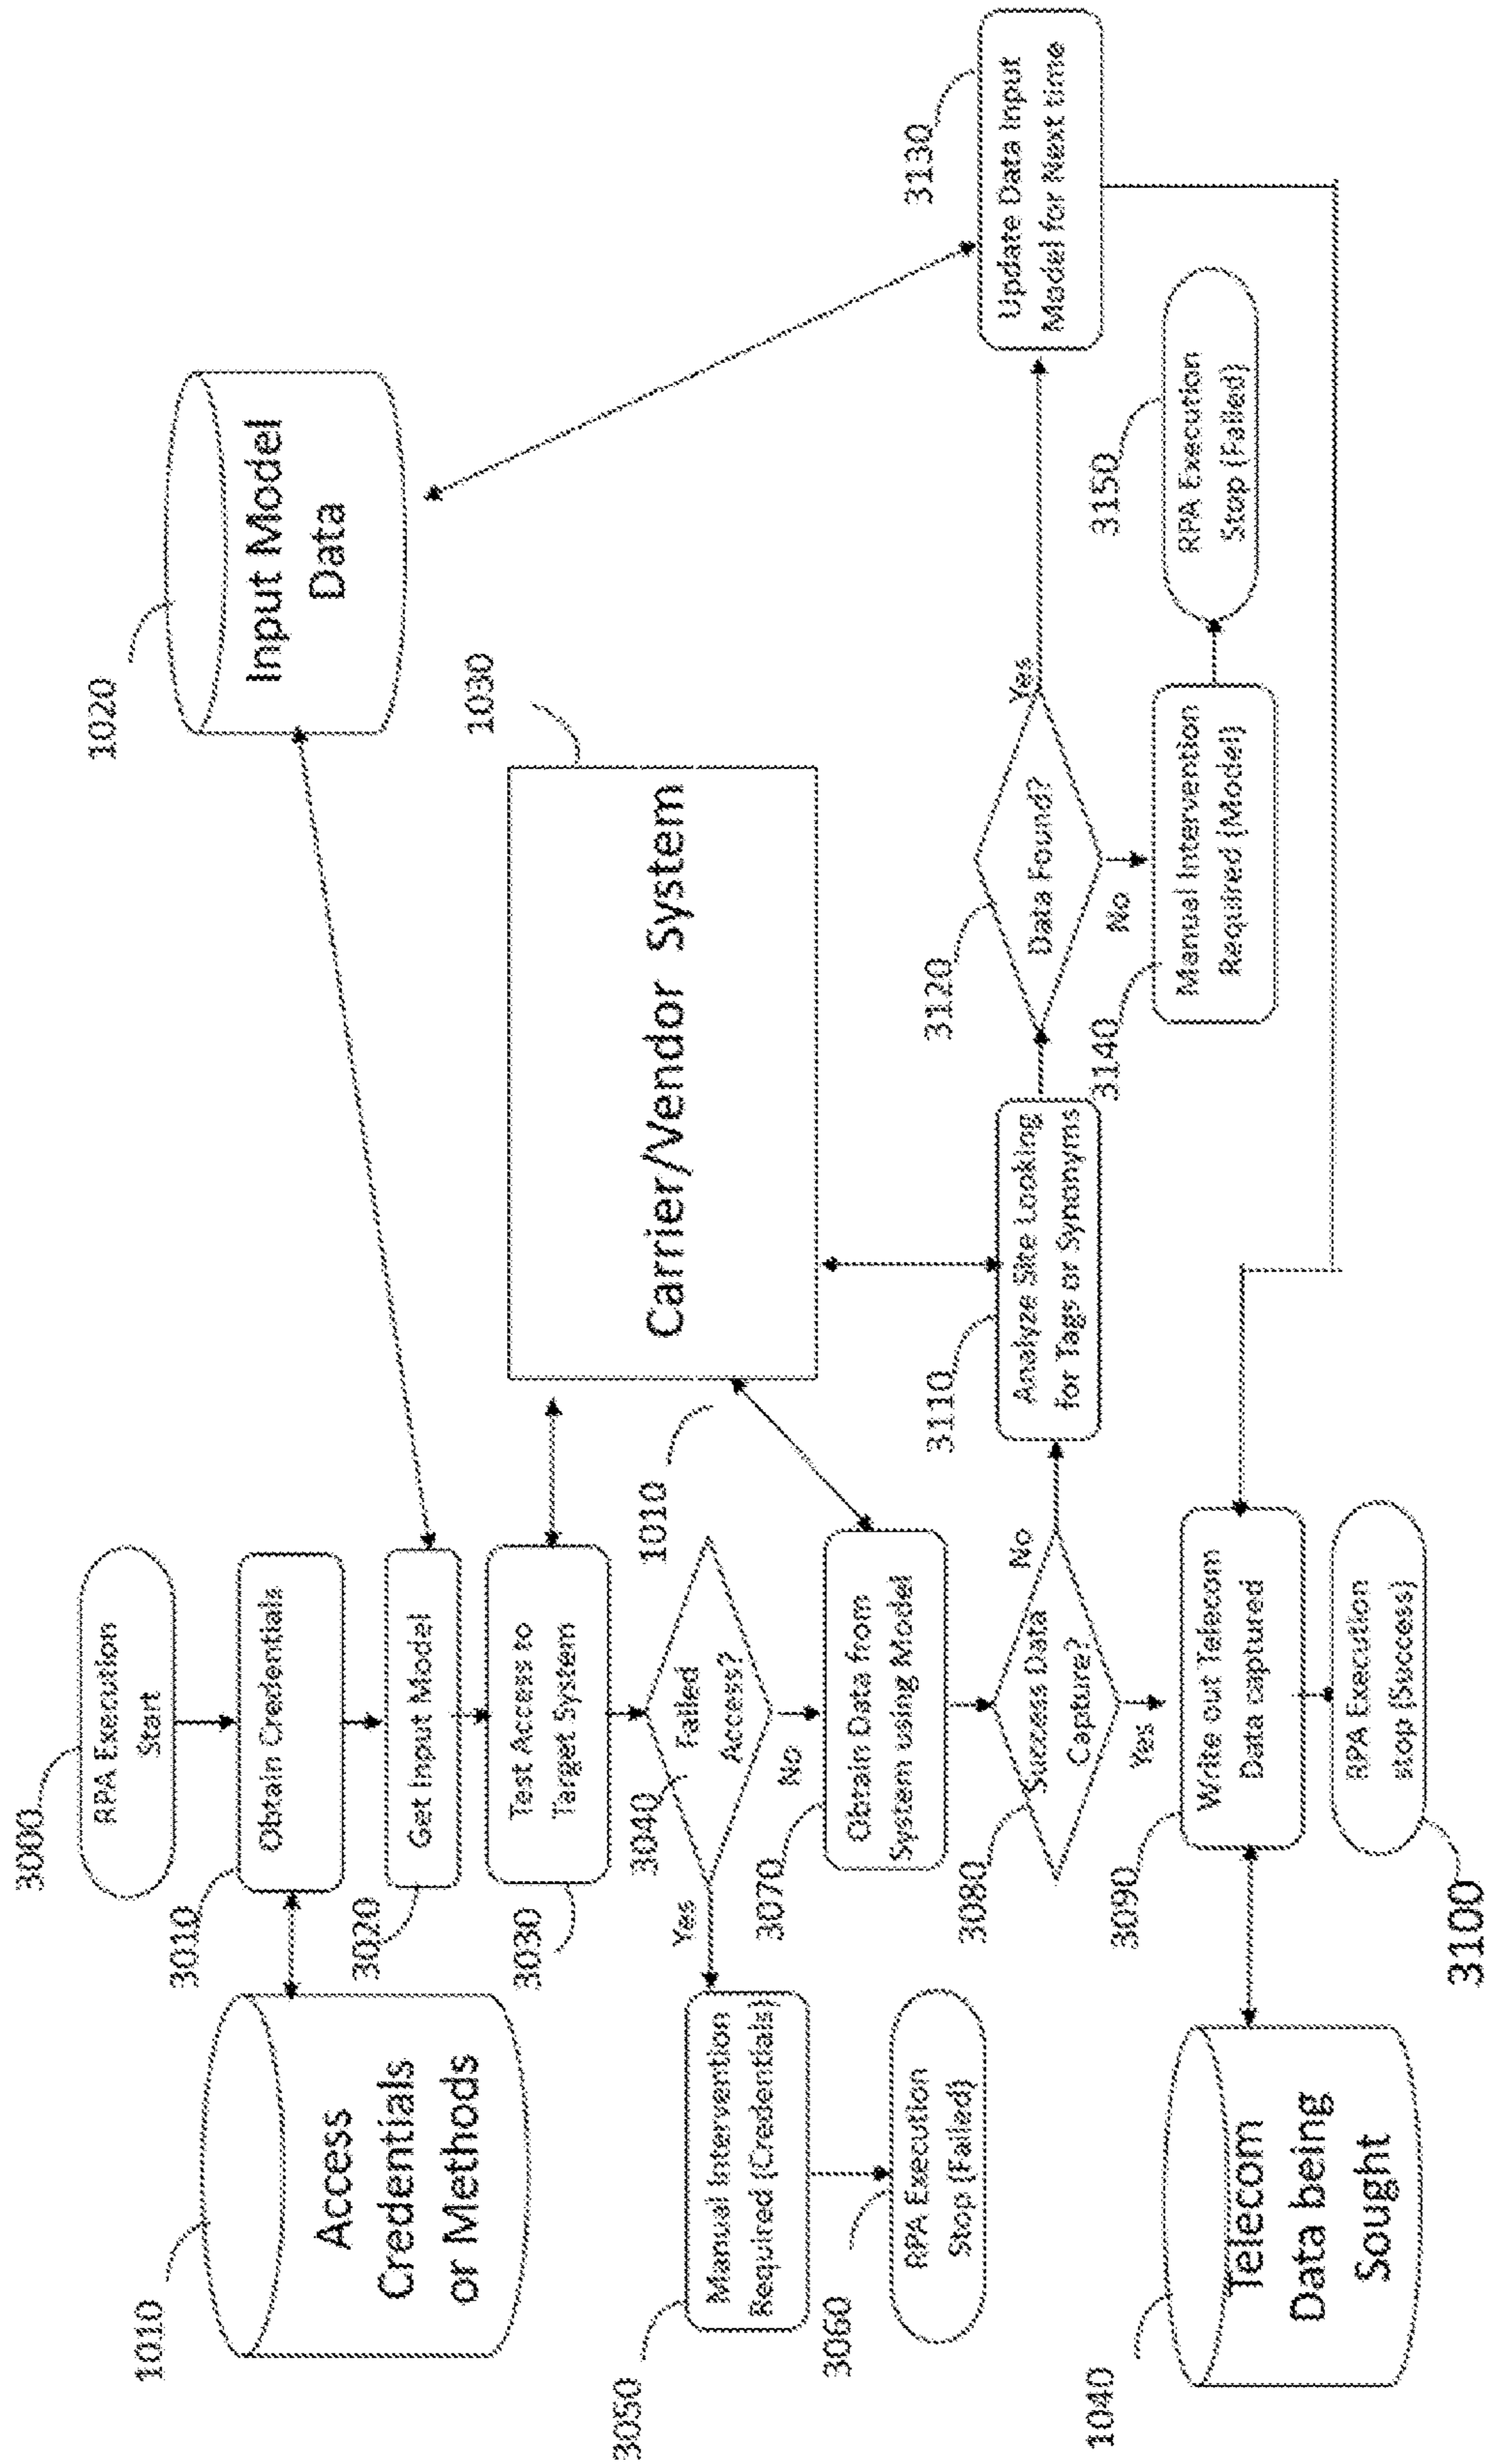 3000
RPA Execution
Start
1010
Access
Credentials
or Methods
3010
Obtain Credentials
1020
Input Model
Data
3020
Get Input Model
3030
Test Access to
Target System
1030
Carrier/Vendor System
3040
Failed
Access?
Yes
No
1010
3050
Manual Intervention
Required (Credentials)
3060
RPA Execution
Stop (Failed)
3070
Obtain Data from
System using Model
3080
Success Data
Capture?
No
Yes
3110
Analyze Site Looking
for Tags or Synonyms
3120
Data Found?
Yes
No
3130
Update Data Input
Model for Next time
3140
Manual Intervention
Required (Model)
3150
RPA Execution
Stop (Failed)
1040
Telecom
Data being
Sought
3090
Write out Telecom
Data captured
3100
RPA Execution
stop (Success)